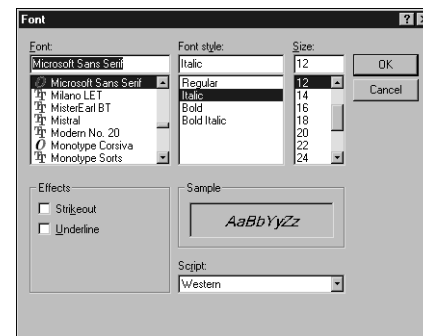 Font
Font: Font style: Size:
Microsoft Sans Serif Italic 12 OK
Microsoft Sans Serif Regular 12 Cancel
Milano LET Italic 14
MisterEarl BT Bold 16
Mistral Bold Italic 18
Modern No. 20 20
Monotype Corsiva 22
Monotype Sorts 24
Effects Sample
Strikeout AaBbYyZz
Underline
Script:
Western